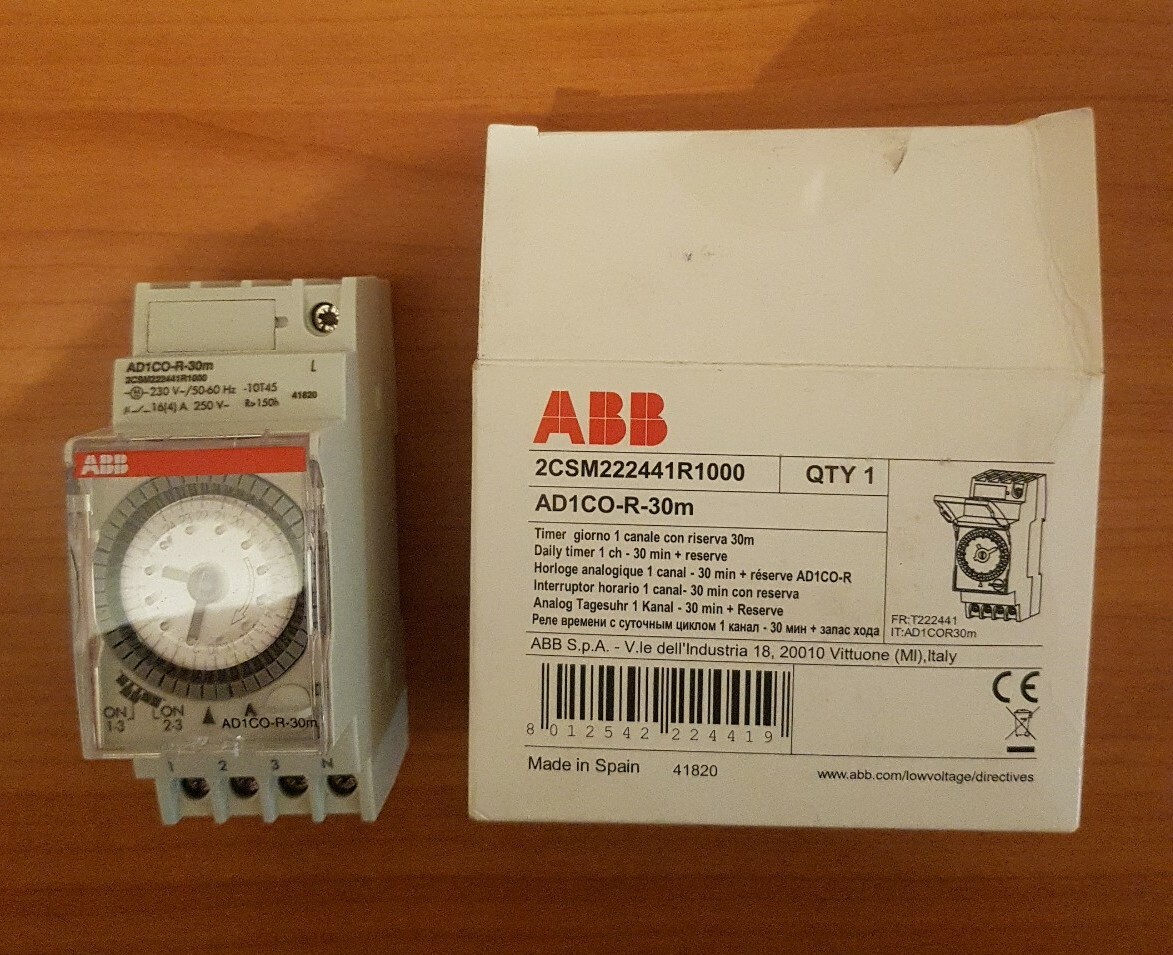 AD1CO-R-30m L
2CSM222441R1000
230 V~/50-60 Hz -10T45
µ 16(4) A 250 V~ R>150h 41820
ABB
ON ON
1-3 2-3
AD1CO-R-30m
1 2 3 N
ABB
2CSM222441R1000 QTY 1
AD1CO-R-30m
Timer giorno 1 canale con riserva 30m
Daily timer 1 ch - 30 min + reserve
Horloge analogique 1 canal - 30 min + réserve AD1CO-R
Interruptor horario 1 canal- 30 min con reserva
Analog Tagesuhr 1 Kanal - 30 min + Reserve
Реле времени с суточным циклом 1 канал - 30 мин + запас хода
FR:T222441
IT:AD1COR30m
ABB S.p.A. - V.le dell'Industria 18, 20010 Vittuone (MI),Italy
CE
8 012542 224419
Made in Spain 41820
www.abb.com/lowvoltage/directives